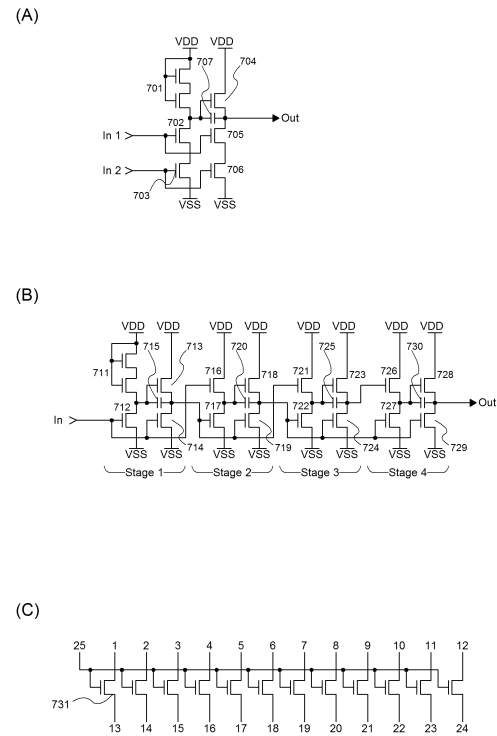 (A)
VDD VDD
707 704
701
Out
702
In 1
705
In 2
706
703
VSS VSS
(B)
VDD VDD VDD VDD VDD VDD VDD VDD
715 713 720 725 730
716 718 721 723 726 728
711
712 717 722 727 Out
In
714 719 724 729
VSS VSS VSS VSS VSS VSS VSS VSS
Stage 1 Stage 2 Stage 3 Stage 4
(C)
25 1 2 3 4 5 6 7 8 9 10 11 12
731
13 14 15 16 17 18 19 20 21 22 23 24